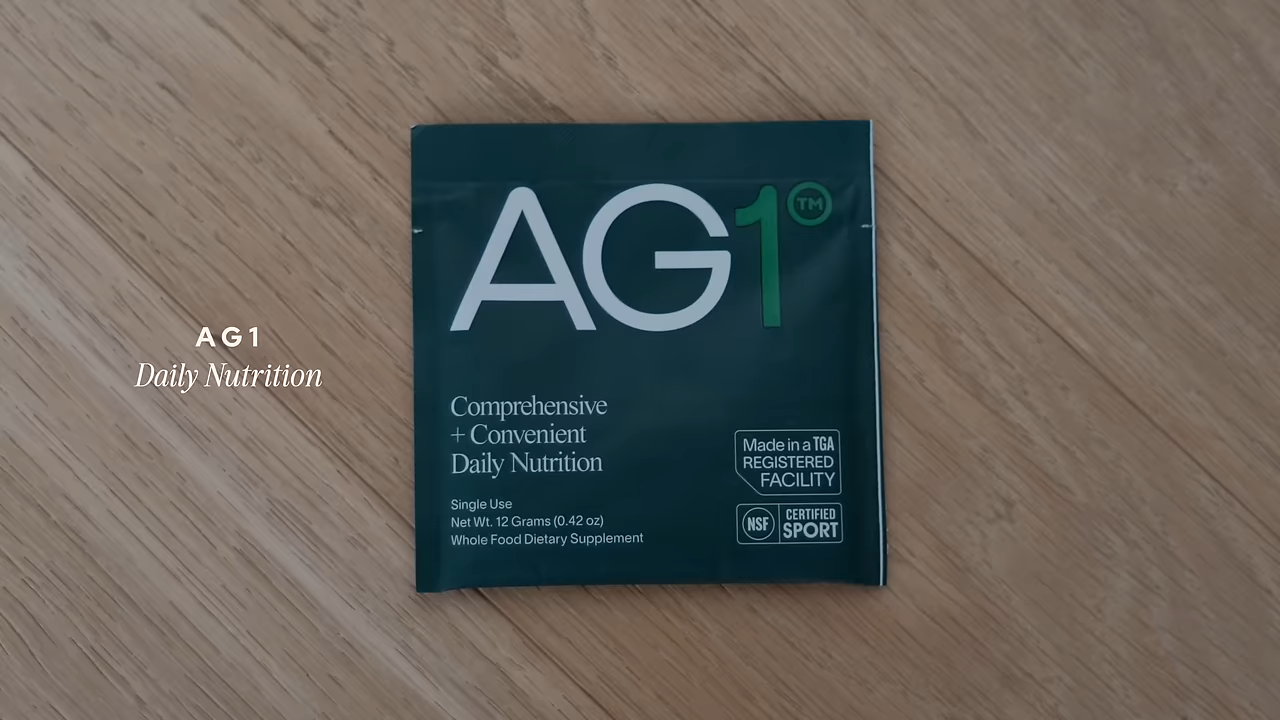 AG1
Daily Nutrition
AG1™
Comprehensive
+ Convenient
Daily Nutrition
Single Use
Net Wt. 12 Grams (0.42 oz)
Whole Food Dietary Supplement
Made in a TGA
REGISTERED
FACILITY
NSF
CERTIFIED
SPORT